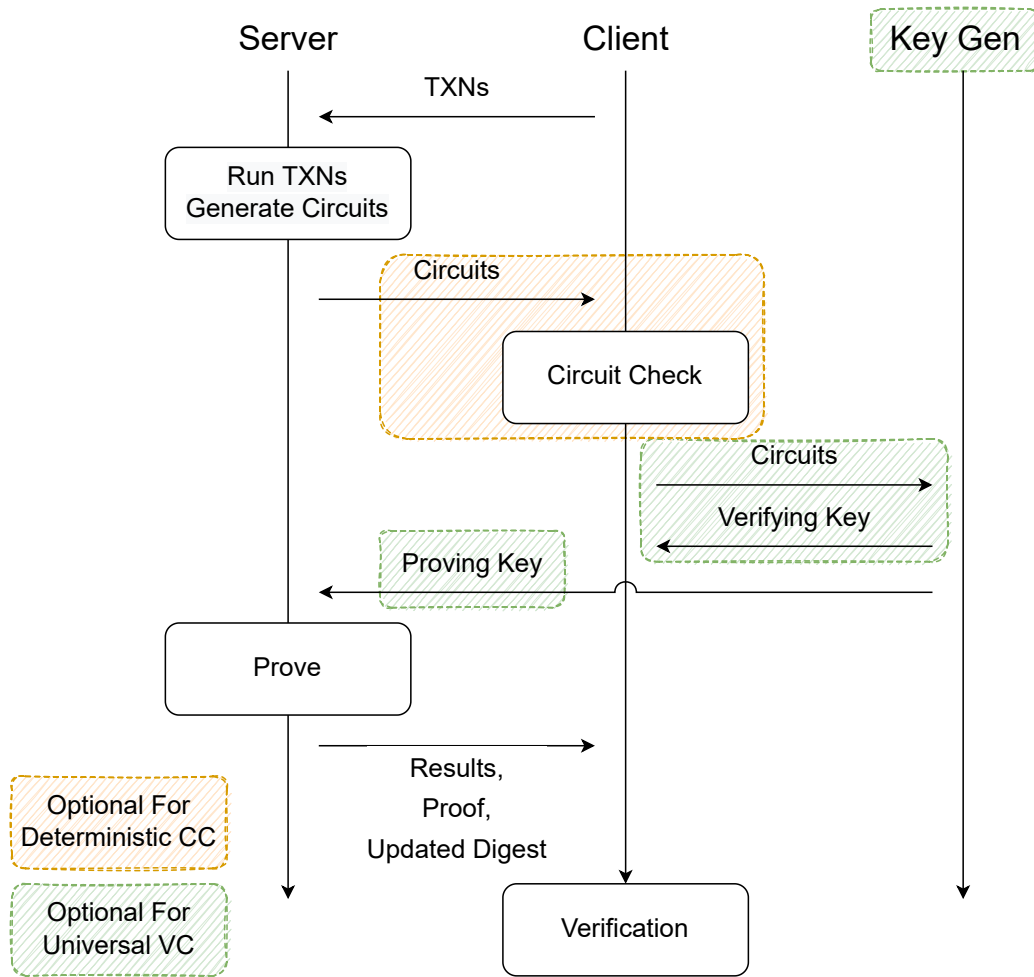 Server
Client
Key Gen
TXNs
Run TXNs
Generate Circuits
Circuits
Circuit Check
Circuits
Verifying Key
Proving Key
Prove
Results,
Proof,
Updated Digest
Optional For
Deterministic CC
Optional For
Universal VC
Verification